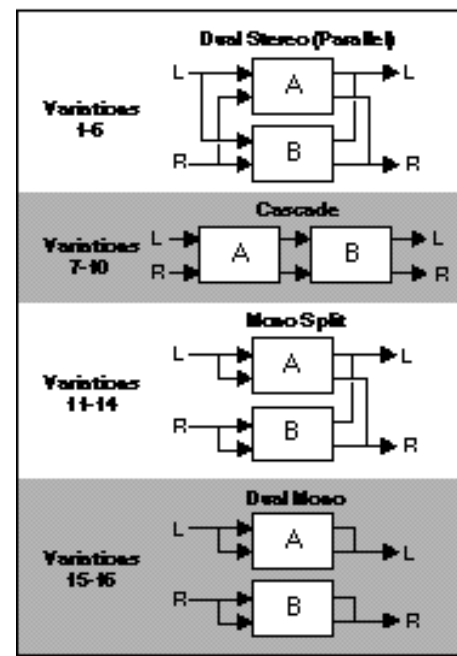 Dual Stereo (Parallel)
L
A
L
Variations
1-6
B
R
R
Cascade
Variations
7-10
L
L
A
B
R
R
Mono Split
L
A
L
Variations
11-14
R
B
R
Dual Mono
L
A
L
Variations
15-16
R
B
R